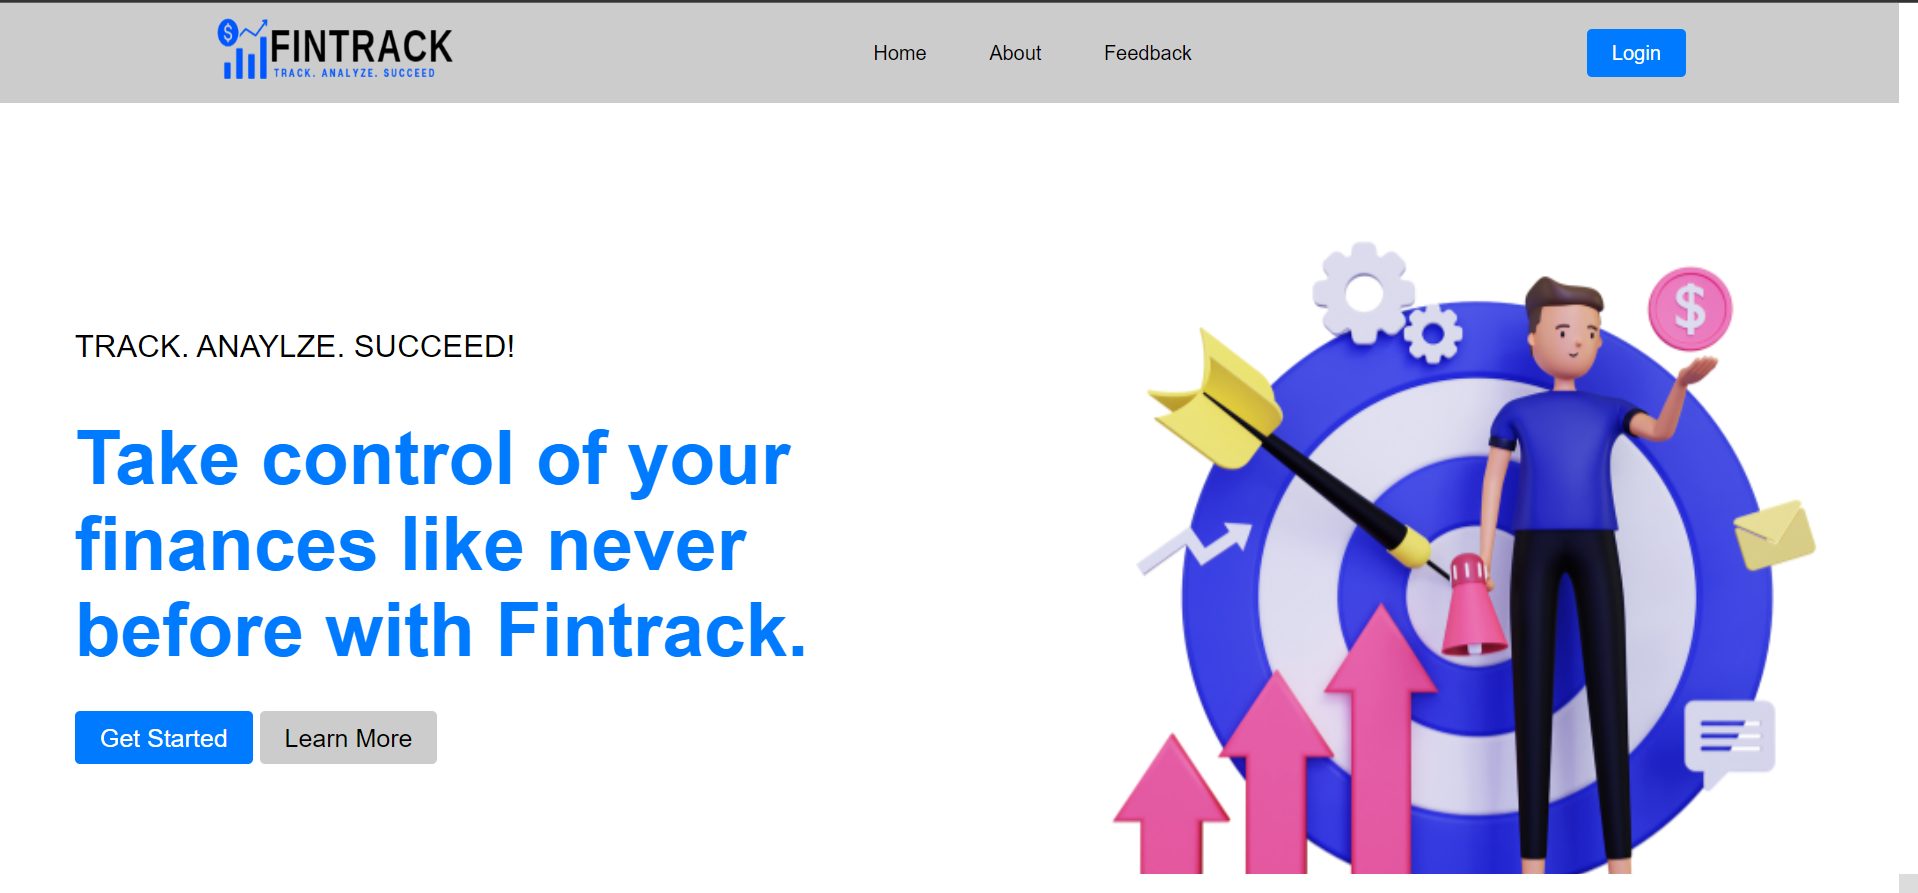 FINTRACK
TRACK. ANALYZE. SUCCEED
Home About Feedback Login
TRACK. ANAYLZE. SUCCEED!
Take control of your
finances like never
before with Fintrack.
Get Started Learn More